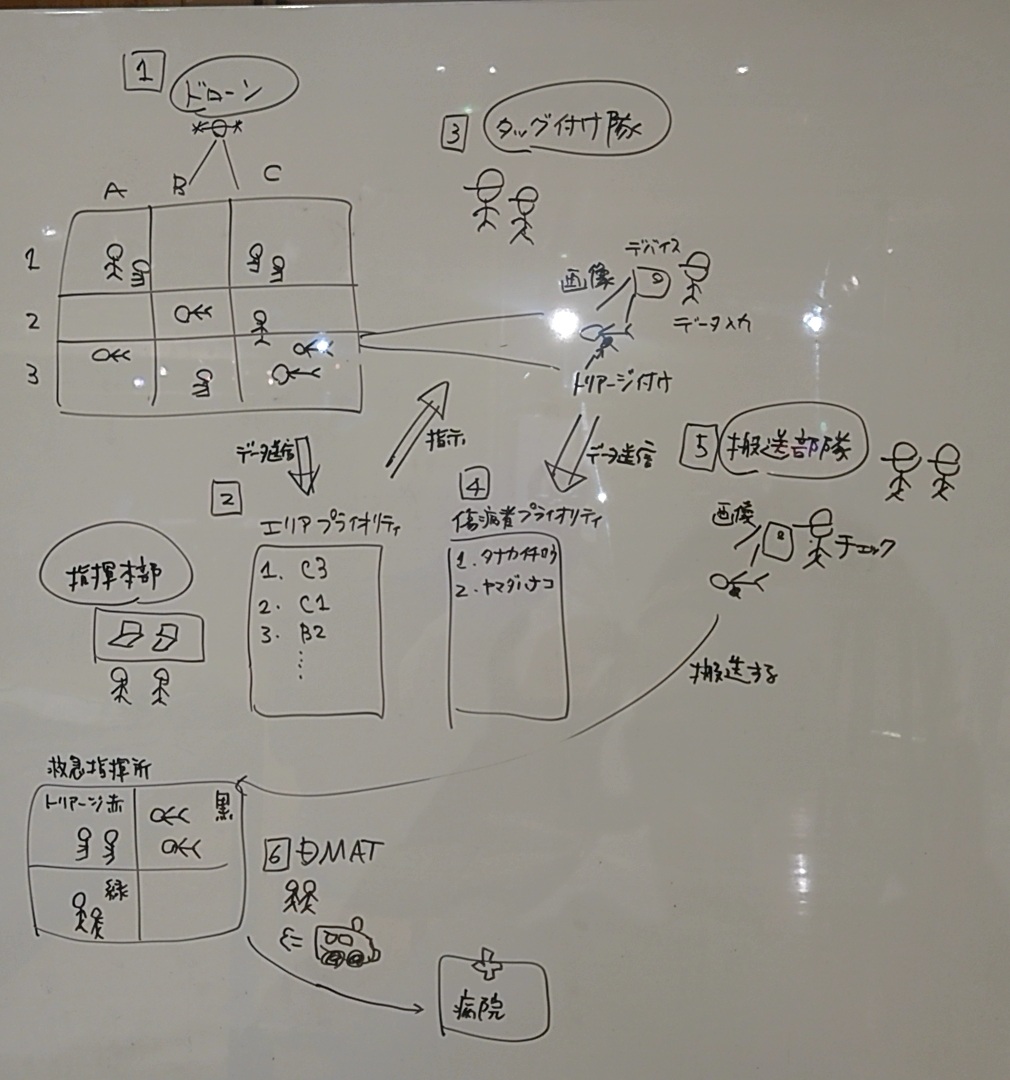 1
ドローン
A B C
1
2
3
3
タッグ付け隊
デバイス
画像
データ入力
トリアージ付け
データ送信
指示
データ送信
2
エリアプライオリティ
1. C3
2. C1
3. B2
指揮本部
4
傷病者プライオリティ
1. タナカイチロウ
2. ヤマダハナコ
5
搬送部隊
画像
チェック
搬送する
救急指揮所
トリアージ赤
黒
緑
6
DMAT
病院